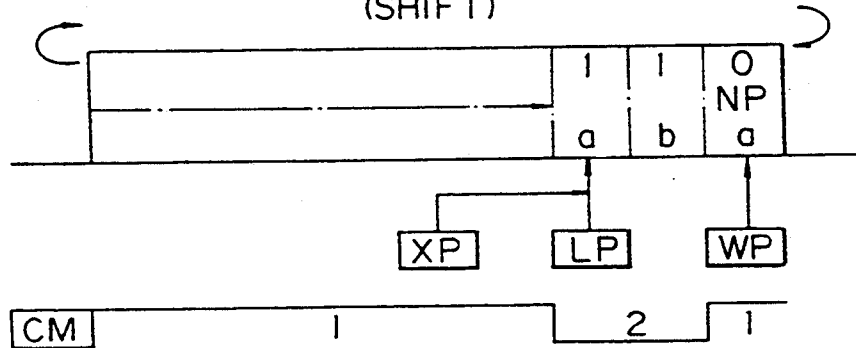 (SHIFT)
1 1 0
NP
a b a
XP LP WP
CM 1 2 1